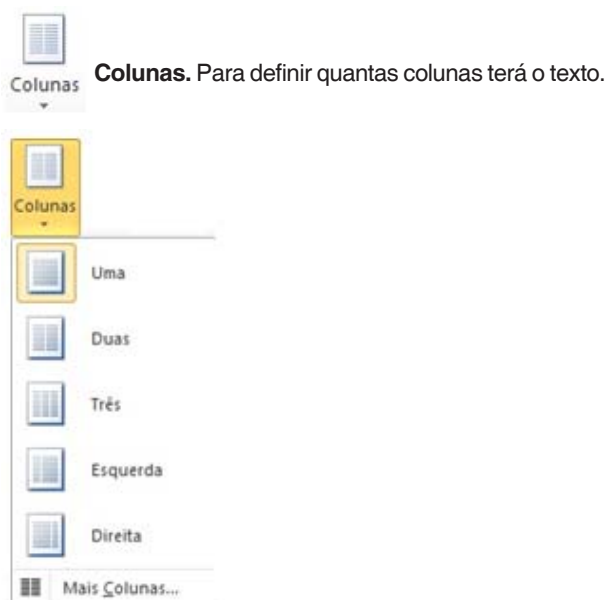 Colunas
Colunas. Para definir quantas colunas terá o texto.
Colunas
Uma
Duas
Três
Esquerda
Direita
Mais Colunas...